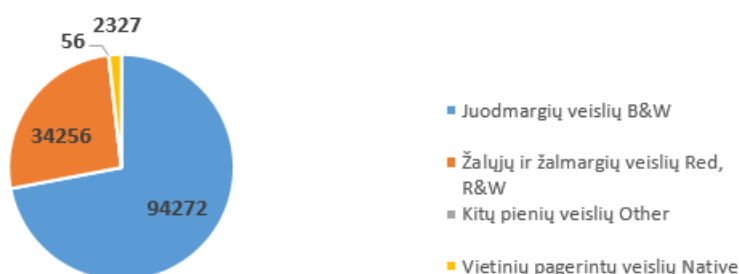 2327
56
34256
94272
Juodmargių veislių B&W
Žalųjų ir žalmargių veislių Red,
R&W
Kitų pienių veislių Other
Vietinių pagerintų veislių Native